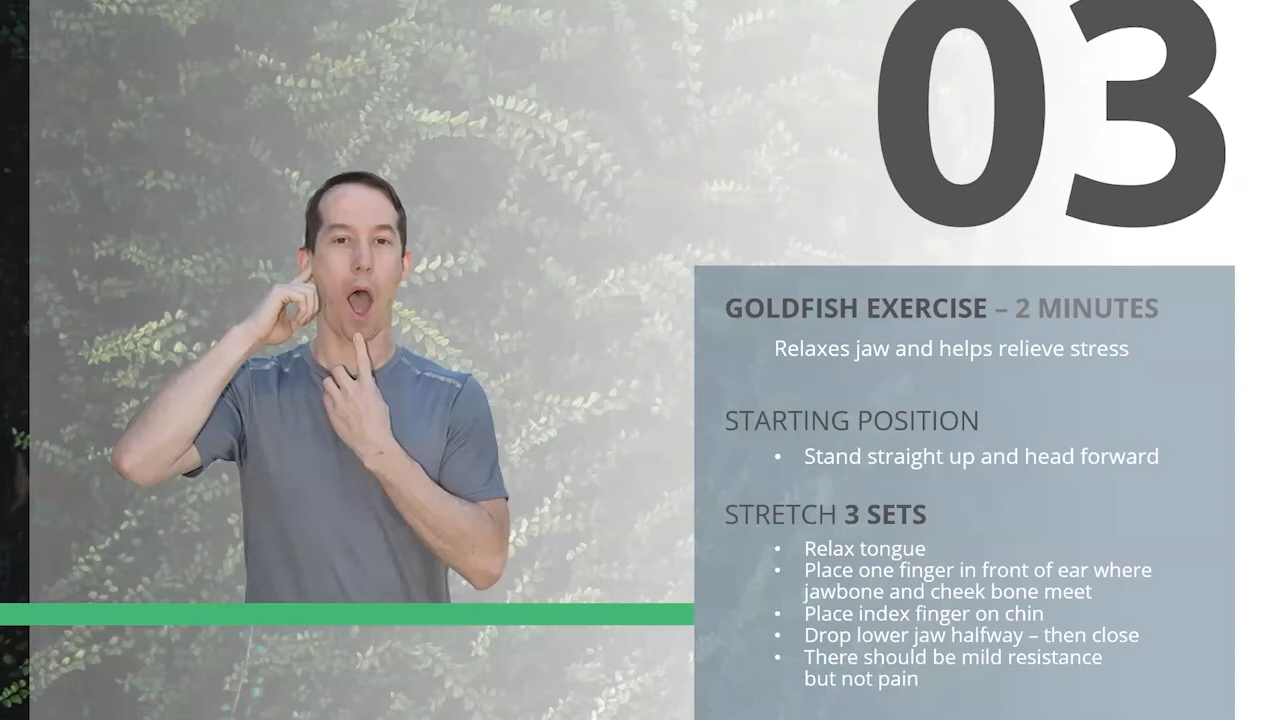 03
GOLDFISH EXERCISE – 2 MINUTES
Relaxes jaw and helps relieve stress
STARTING POSITION
• Stand straight up and head forward
STRETCH 3 SETS
• Relax tongue
• Place one finger in front of ear where
jawbone and cheek bone meet
• Place index finger on chin
• Drop lower jaw halfway – then close
• There should be mild resistance
but not pain